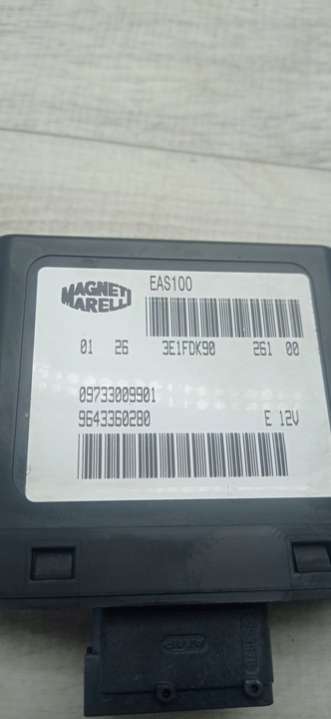 EAS100
MAGNETI
MARELLI
01 26 3E1FDK90 261 00
09733009901
9643360280 E 12V